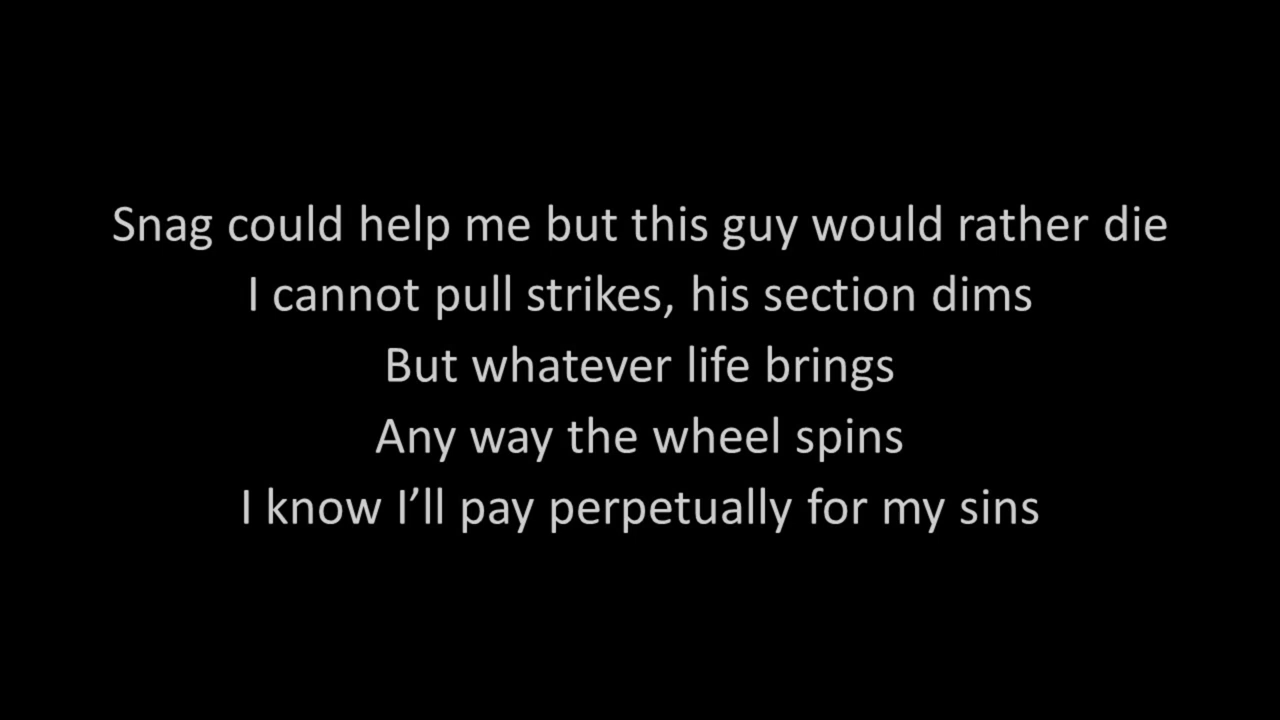 Snag could help me but this guy would rather die
I cannot pull strikes, his section dims
But whatever life brings
Any way the wheel spins
I know I’ll pay perpetually for my sins